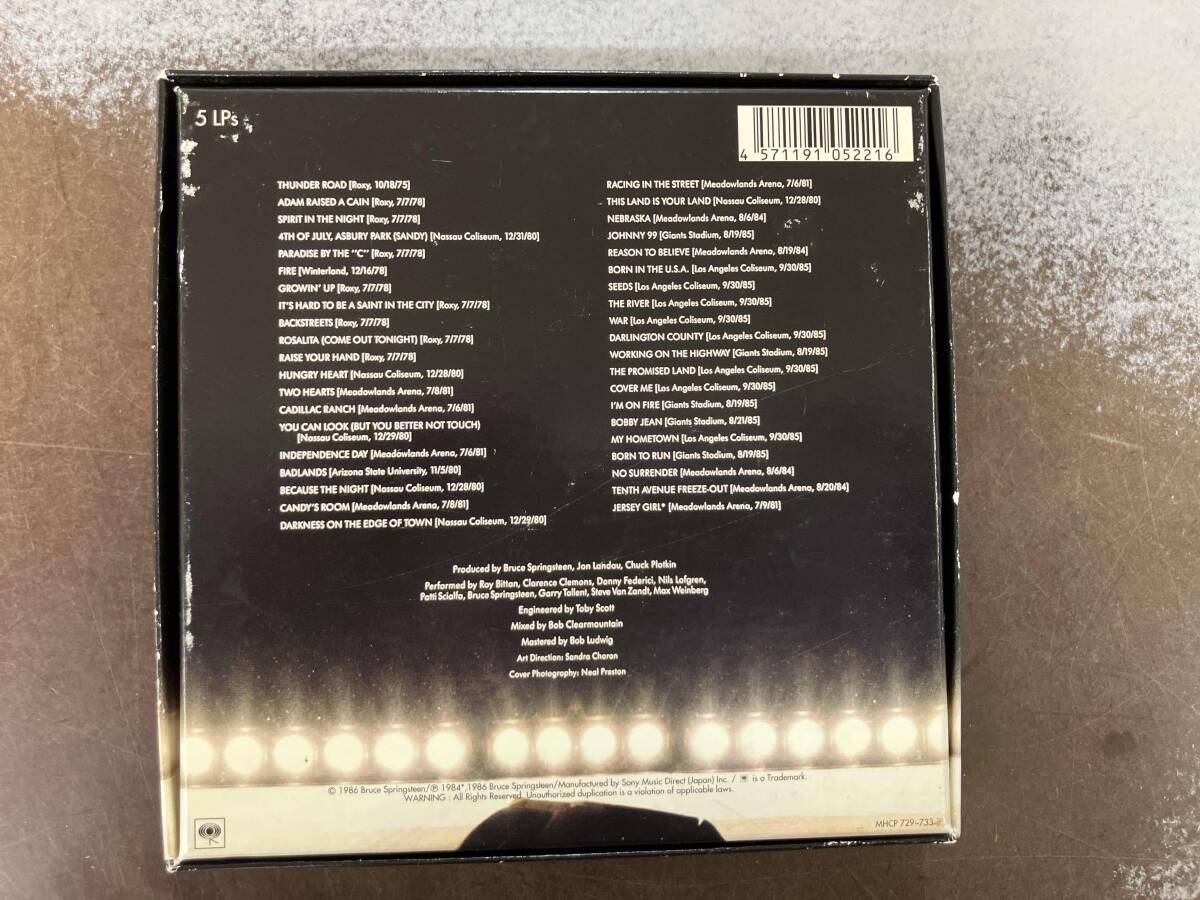 5 LPs
4 571191 052216
THUNDER ROAD [Roxy, 10/18/75]
ADAM RAISED A CAIN [Roxy, 7/7/78]
SPIRIT IN THE NIGHT [Roxy, 7/7/78]
4TH OF JULY, ASBURY PARK (SANDY) [Nassau Coliseum, 12/31/80]
PARADISE BY THE "C" [Roxy, 7/7/78]
FIRE [Winterland, 12/16/78]
GROWIN' UP [Roxy, 7/7/78]
IT'S HARD TO BE A SAINT IN THE CITY [Roxy, 7/7/78]
BACKSTREETS [Roxy, 7/7/78]
ROSALITA (COME OUT TONIGHT) [Roxy, 7/7/78]
RAISE YOUR HAND [Roxy, 7/7/78]
HUNGRY HEART [Nassau Coliseum, 12/28/80]
TWO HEARTS [Meadowlands Arena, 7/8/81]
CADILLAC RANCH [Meadowlands Arena, 7/6/81]
YOU CAN LOOK (BUT YOU BETTER NOT TOUCH)
[Nassau Coliseum, 12/29/80]
INDEPENDENCE DAY [Meadowlands Arena, 7/6/81]
BADLANDS [Arizona State University, 11/5/80]
BECAUSE THE NIGHT [Nassau Coliseum, 12/28/80]
CANDY'S ROOM [Meadowlands Arena, 7/8/81]
DARKNESS ON THE EDGE OF TOWN [Nassau Coliseum, 12/29/80]
RACING IN THE STREET [Meadowlands Arena, 7/6/81]
THIS LAND IS YOUR LAND [Nassau Coliseum, 12/28/80]
NEBRASKA [Meadowlands Arena, 8/6/84]
JOHNNY 99 [Giants Stadium, 8/19/85]
REASON TO BELIEVE [Meadowlands Arena, 8/19/84]
BORN IN THE U.S.A. [Los Angeles Coliseum, 9/30/85]
SEEDS [Los Angeles Coliseum, 9/30/85]
THE RIVER [Los Angeles Coliseum, 9/30/85]
WAR [Los Angeles Coliseum, 9/30/85]
DARLINGTON COUNTY [Los Angeles Coliseum, 9/30/85]
WORKING ON THE HIGHWAY [Giants Stadium, 8/19/85]
THE PROMISED LAND [Los Angeles Coliseum, 9/30/85]
COVER ME [Los Angeles Coliseum, 9/30/85]
I'M ON FIRE [Giants Stadium, 8/19/85]
BOBBY JEAN [Giants Stadium, 8/21/85]
MY HOMETOWN [Los Angeles Coliseum, 9/30/85]
BORN TO RUN [Giants Stadium, 8/19/85]
NO SURRENDER [Meadowlands Arena, 8/6/84]
TENTH AVENUE FREEZE-OUT [Meadowlands Arena, 8/20/84]
JERSEY GIRL* [Meadowlands Arena, 7/9/81]
Produced by Bruce Springsteen, Jon Landau, Chuck Plotkin
Performed by Roy Bittan, Clarence Clemons, Danny Federici, Nils Lofgren,
Patti Scialfa, Bruce Springsteen, Garry Tallent, Steve Van Zandt, Max Weinberg
Engineered by Toby Scott
Mixed by Bob Clearmountain
Mastered by Bob Ludwig
Art Direction: Sandra Choron
Cover Photography: Neal Preston
© 1986 Bruce Springsteen/℗ 1984*,1986 Bruce Springsteen/Manufactured by Sony Music Direct (Japan) Inc. / is a Trademark.
WARNING : All Rights Reserved. Unauthorized duplication is a violation of applicable laws.
MHCP 729~733